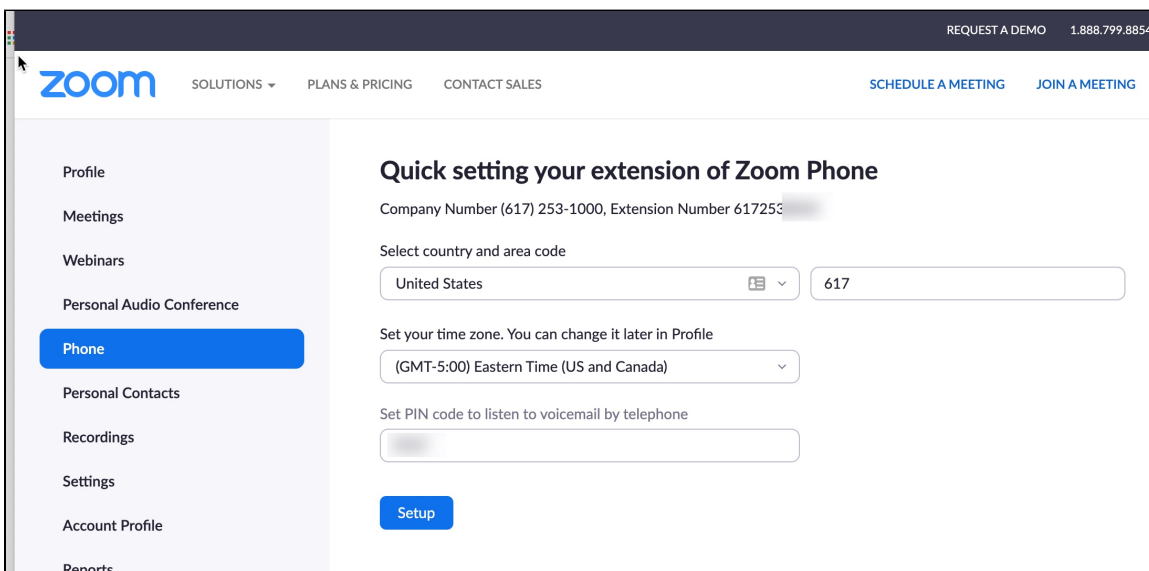 REQUEST A DEMO 1.888.799.8854
zoom SOLUTIONS PLANS & PRICING CONTACT SALES SCHEDULE A MEETING JOIN A MEETING
Profile
Meetings
Webinars
Personal Audio Conference
Phone
Personal Contacts
Recordings
Settings
Account Profile
Reports
Quick setting your extension of Zoom Phone
Company Number (617) 253-1000, Extension Number 617253
Select country and area code
United States 617
Set your time zone. You can change it later in Profile
(GMT-5:00) Eastern Time (US and Canada)
Set PIN code to listen to voicemail by telephone
Setup